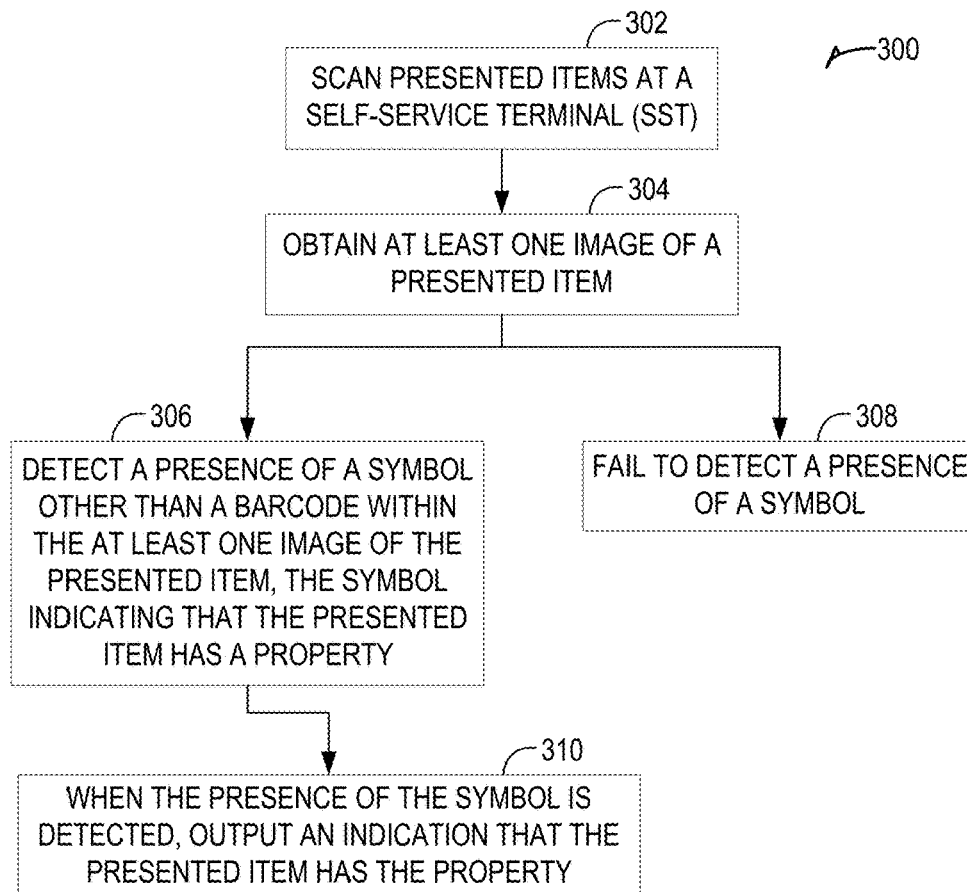 302
300
SCAN PRESENTED ITEMS AT A
SELF-SERVICE TERMINAL (SST)
304
OBTAIN AT LEAST ONE IMAGE OF A
PRESENTED ITEM
306
DETECT A PRESENCE OF A SYMBOL
OTHER THAN A BARCODE WITHIN
THE AT LEAST ONE IMAGE OF THE
PRESENTED ITEM, THE SYMBOL
INDICATING THAT THE PRESENTED
ITEM HAS A PROPERTY
308
FAIL TO DETECT A PRESENCE
OF A SYMBOL
310
WHEN THE PRESENCE OF THE SYMBOL IS
DETECTED, OUTPUT AN INDICATION THAT THE
PRESENTED ITEM HAS THE PROPERTY